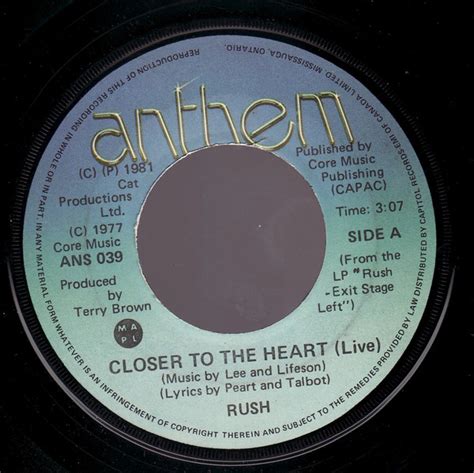 anthem
(C) (P) 1981
Cat
Productions
Ltd.
(C) 1977
Core Music
ANS 039
Produced
by
Terry Brown
M A
P L
Published by
Core Music
Publishing
(CAPAC)
Time: 3:07
SIDE A
(From the
LP "Rush
-Exit Stage
Left")
CLOSER TO THE HEART (Live)
(Music by Lee and Lifeson)
(Lyrics by Peart and Talbot)
RUSH
REPRODUCTION OF THIS RECORDING IN WHOLE OR IN PART, IN ANY MATERIAL FORM WHATEVER IS AN INFRINGEMENT OF COPYRIGHT THEREIN AND SUBJECT TO THE REMEDIES PROVIDED BY LAW DISTRIBUTED BY CAPITOL RECORDS-EMI OF CANADA LIMITED, MISSISSAUGA, ONTARIO.